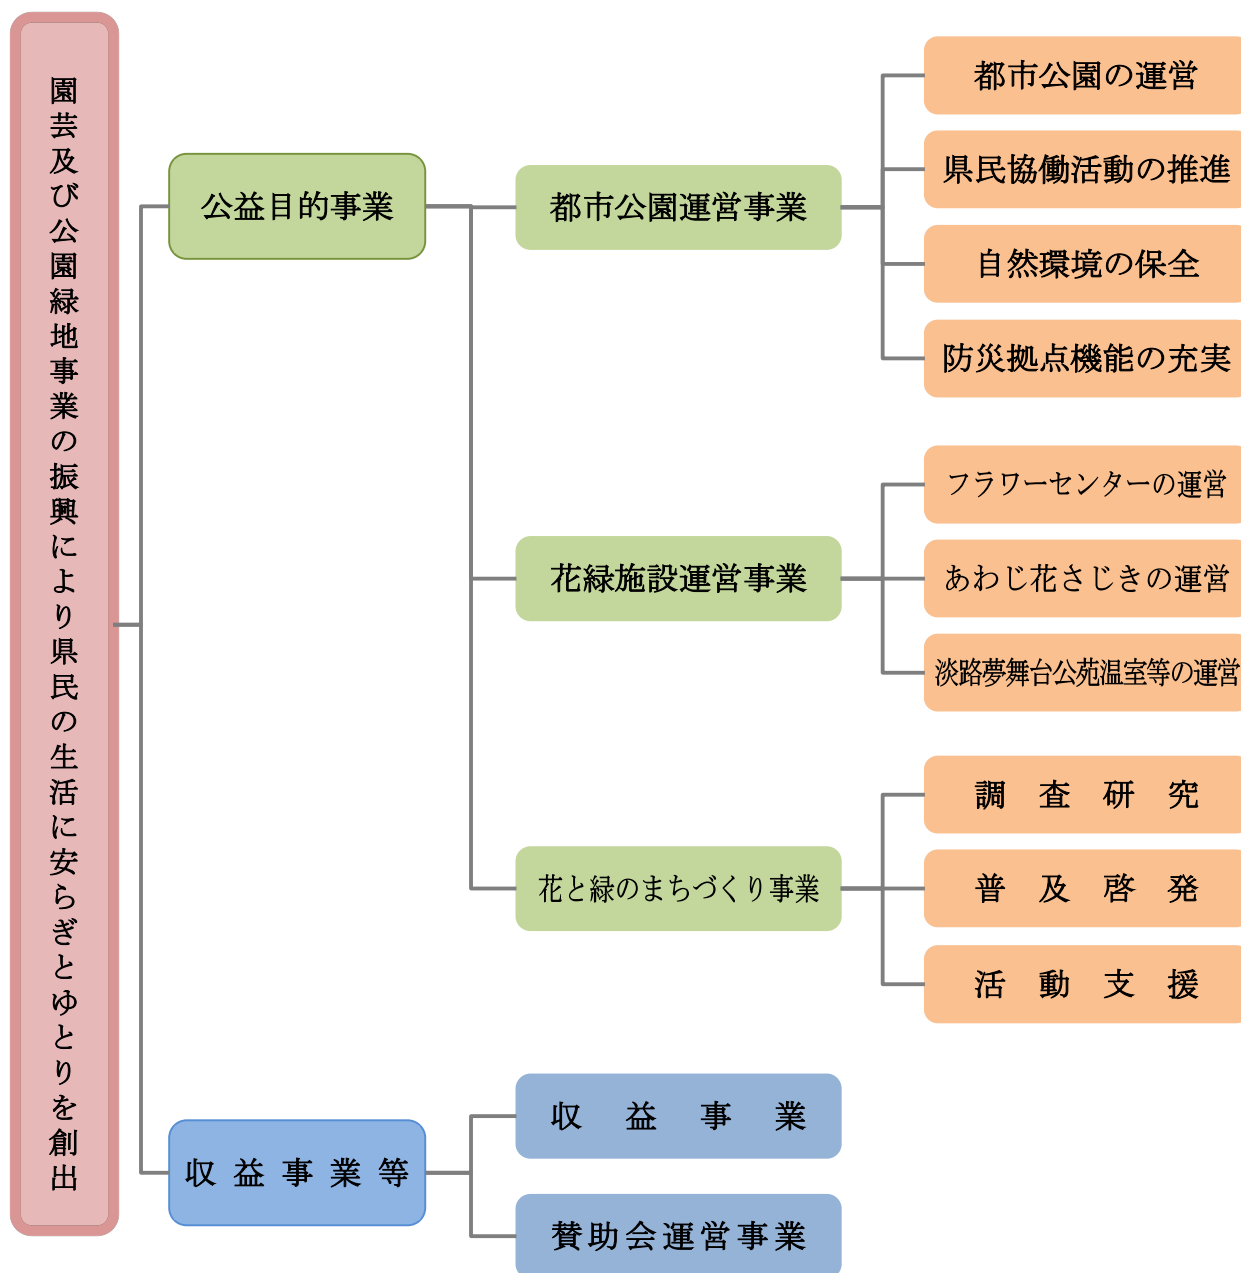 園芸及び公園緑地事業の振興により県民の生活に安らぎとゆとりを創出
公益目的事業
都市公園運営事業
都市公園の運営
県民協働活動の推進
自然環境の保全
防災拠点機能の充実
花緑施設運営事業
フラワーセンターの運営
あわじ花さじきの運営
淡路夢舞台公苑温室等の運営
花と緑のまちづくり事業
調　査　研　究
普　及　啓　発
活　動　支　援
収 益 事 業 等
収　益　事　業
賛助会運営事業